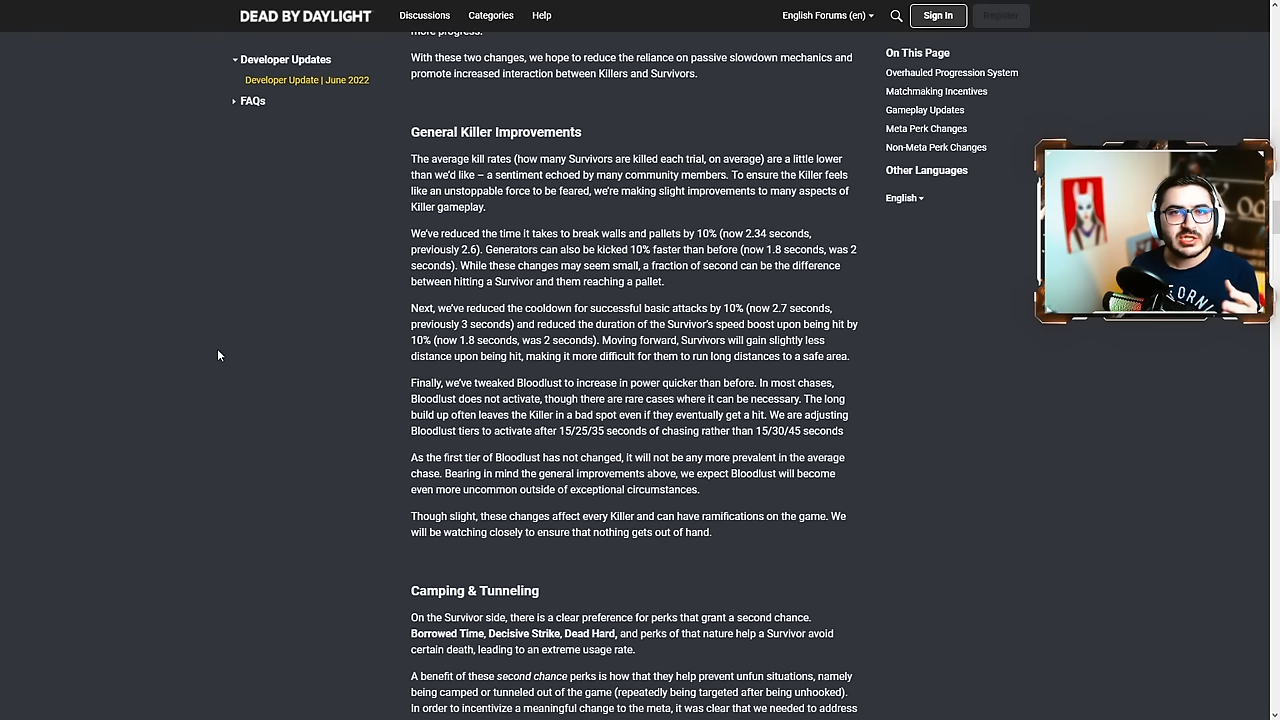 DEAD BY DAYLIGHT
Discussions
Categories
Help
English Forums (en)
Sign In
Register
Developer Updates
Developer Update | June 2022
FAQs
more progress.
With these two changes, we hope to reduce the reliance on passive slowdown mechanics and
promote increased interaction between Killers and Survivors.
General Killer Improvements
The average kill rates (how many Survivors are killed each trial, on average) are a little lower
than we'd like – a sentiment echoed by many community members. To ensure the Killer feels
like an unstoppable force to be feared, we're making slight improvements to many aspects of
Killer gameplay.
We've reduced the time it takes to break walls and pallets by 10% (now 2.34 seconds,
previously 2.6). Generators can also be kicked 10% faster than before (now 1.8 seconds, was 2
seconds). While these changes may seem small, a fraction of second can be the difference
between hitting a Survivor and them reaching a pallet.
Next, we've reduced the cooldown for successful basic attacks by 10% (now 2.7 seconds,
previously 3 seconds) and reduced the duration of the Survivor's speed boost upon being hit by
10% (now 1.8 seconds, was 2 seconds). Moving forward, Survivors will gain slightly less
distance upon being hit, making it more difficult for them to run long distances to a safe area.
Finally, we've tweaked Bloodlust to increase in power quicker than before. In most chases,
Bloodlust does not activate, though there are rare cases where it can be necessary. The long
build up often leaves the Killer in a bad spot even if they eventually get a hit. We are adjusting
Bloodlust tiers to activate after 15/25/35 seconds of chasing rather than 15/30/45 seconds
As the first tier of Bloodlust has not changed, it will not be any more prevalent in the average
chase. Bearing in mind the general improvements above, we expect Bloodlust will become
even more uncommon outside of exceptional circumstances.
Though slight, these changes affect every Killer and can have ramifications on the game. We
will be watching closely to ensure that nothing gets out of hand.
Camping & Tunneling
On the Survivor side, there is a clear preference for perks that grant a second chance.
Borrowed Time, Decisive Strike, Dead Hard, and perks of that nature help a Survivor avoid
certain death, leading to an extreme usage rate.
A benefit of these second chance perks is how that they help prevent unfun situations, namely
being camped or tunneled out of the game (repeatedly being targeted after being unhooked).
In order to incentivize a meaningful change to the meta, it was clear that we needed to address
On This Page
Overhauled Progression System
Matchmaking Incentives
Gameplay Updates
Meta Perk Changes
Non-Meta Perk Changes
Other Languages
English